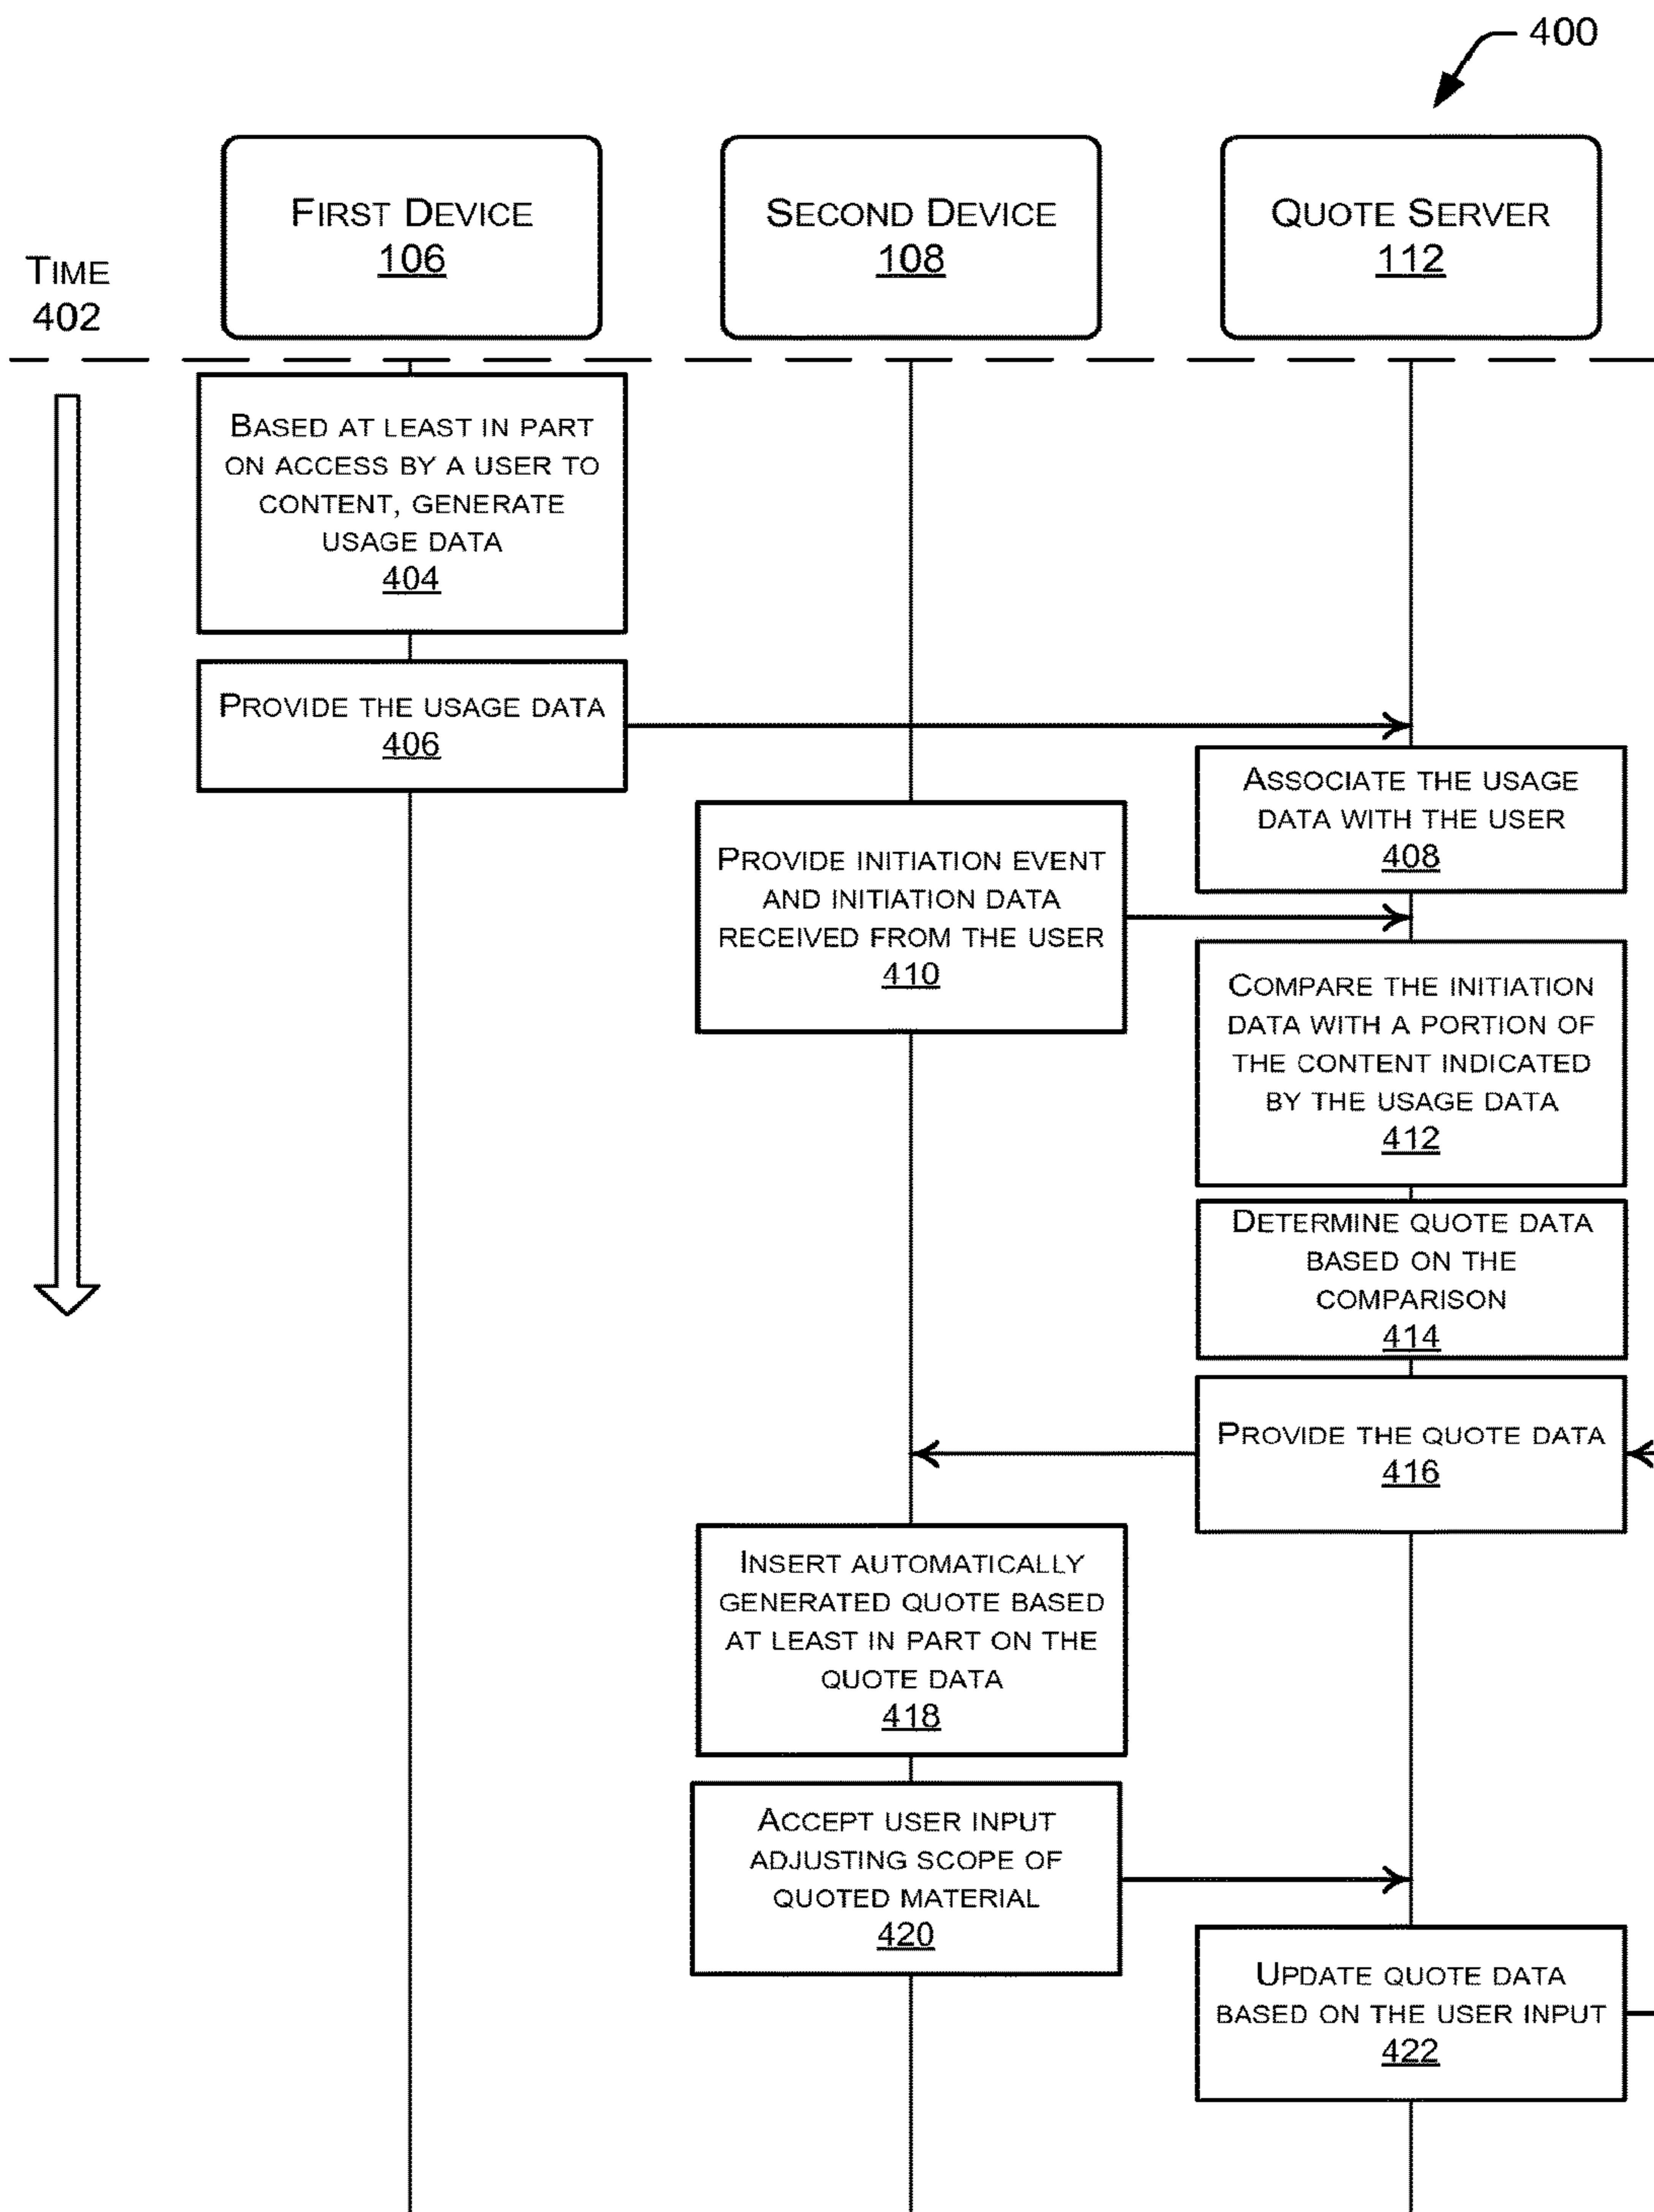 400
FIRST DEVICE
106
SECOND DEVICE
108
QUOTE SERVER
112
TIME
402
BASED AT LEAST IN PART
ON ACCESS BY A USER TO
CONTENT, GENERATE
USAGE DATA
404
PROVIDE THE USAGE DATA
406
ASSOCIATE THE USAGE
DATA WITH THE USER
408
PROVIDE INITIATION EVENT
AND INITIATION DATA
RECEIVED FROM THE USER
410
COMPARE THE INITIATION
DATA WITH A PORTION OF
THE CONTENT INDICATED
BY THE USAGE DATA
412
DETERMINE QUOTE DATA
BASED ON THE
COMPARISON
414
PROVIDE THE QUOTE DATA
416
INSERT AUTOMATICALLY
GENERATED QUOTE BASED
AT LEAST IN PART ON THE
QUOTE DATA
418
ACCEPT USER INPUT
ADJUSTING SCOPE OF
QUOTED MATERIAL
420
UPDATE QUOTE DATA
BASED ON THE USER INPUT
422